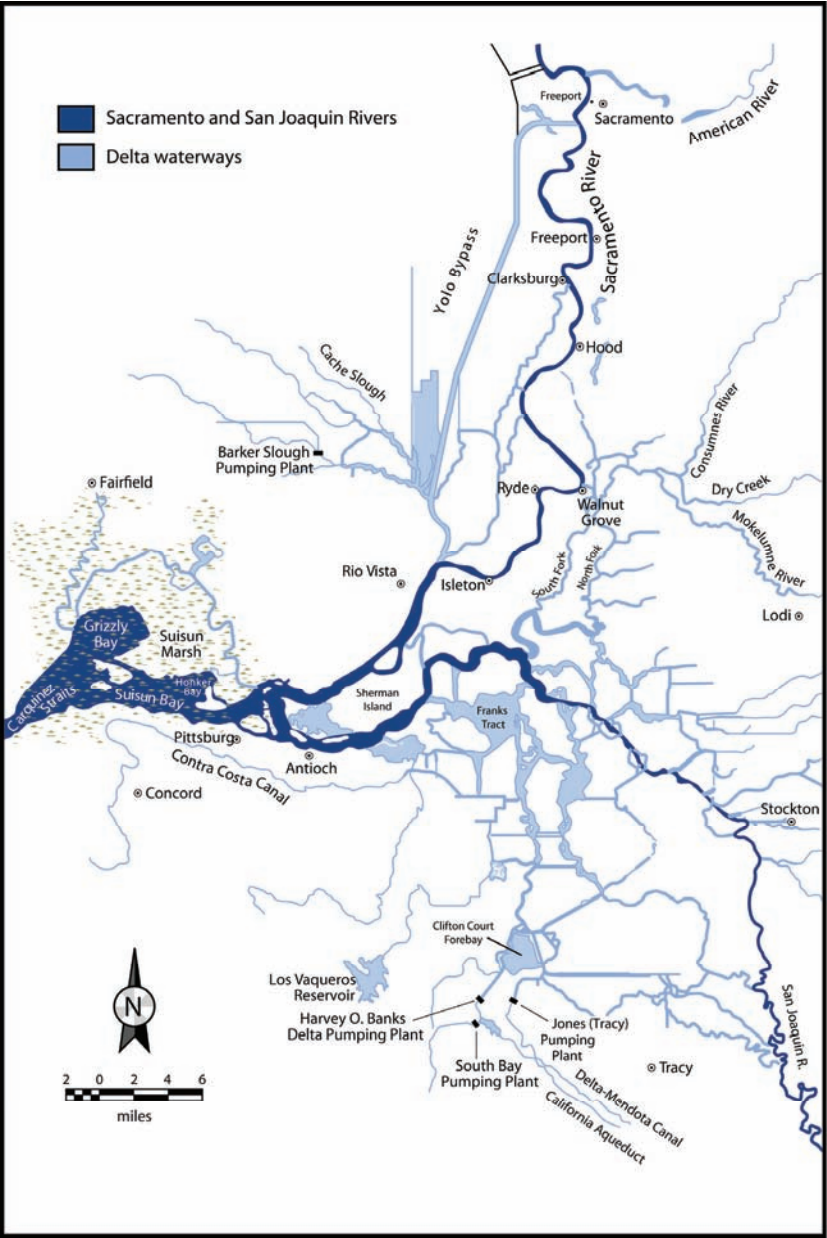 Sacramento and San Joaquin Rivers
Delta waterways
Freeport
Sacramento
American River
Sacramento River
Freeport
Yolo Bypass
Clarksburg
Hood
Cache Slough
Consumnes River
Barker Slough
Pumping Plant
Fairfield
Ryde
Walnut
Grove
Dry Creek
Mokelumne
River
Rio Vista
Isleton
South Fork
North Fork
Lodi
Grizzly
Bay
Suisun
Marsh
Honker
Bay
Carquinez
Straits
Suisun Bay
Sherman
Island
Franks
Tract
Pittsburg
Antioch
Contra Costa Canal
Concord
Stockton
Clifton Court
Forebay
Los Vaqueros
Reservoir
Harvey O. Banks
Delta Pumping Plant
Jones (Tracy)
Pumping
Plant
South Bay
Pumping Plant
Tracy
San Joaquin R.
Delta-Mendota Canal
California Aqueduct
N
2 0 2 4 6
miles